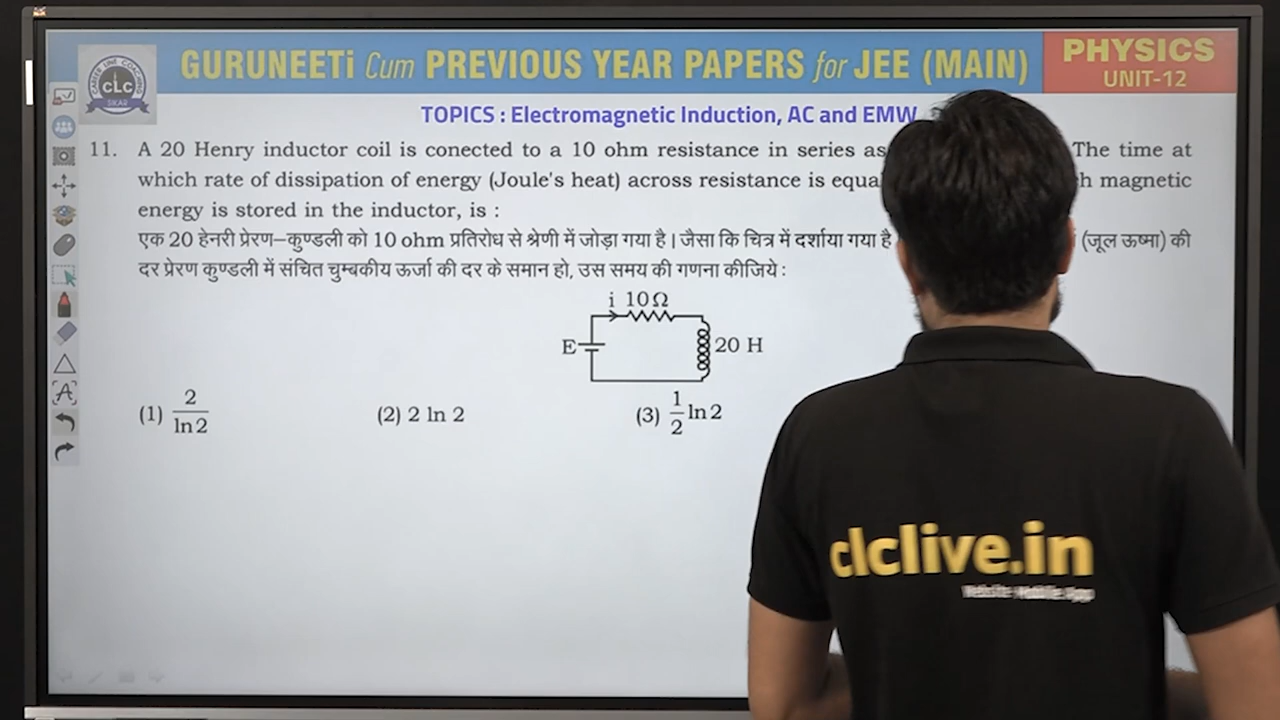 GURUNEETi Cum PREVIOUS YEAR PAPERS for JEE (MAIN)
PHYSICS
UNIT-12
CLC
SIKAR
TOPICS : Electromagnetic Induction, AC and EMW
11. A 20 Henry inductor coil is conected to a 10 ohm resistance in series as The time at
which rate of dissipation of energy (Joule's heat) across resistance is magnetic
energy is stored in the inductor, is :
एक 20 हेनरी प्रेरण–कुण्डली को 10 ohm प्रतिरोध से श्रेणी में जोड़ा गया है। जैसा कि चित्र में दर्शाया गया है (जूल ऊष्मा) की
दर प्रेरण कुण्डली में संचित चुम्बकीय ऊर्जा की दर के समान हो, उस समय की गणना कीजिये :
i 10Ω
E 20 H
(1) 2/ln2 (2) 2 ln 2 (3) 1/2 ln2
clclive.in